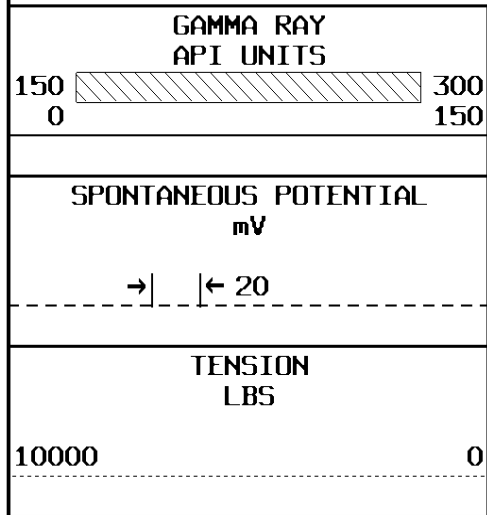 GAMMA RAY
API UNITS
150 300
0 150
SPONTANEOUS POTENTIAL
mV
→| |← 20
TENSION
LBS
10000 0